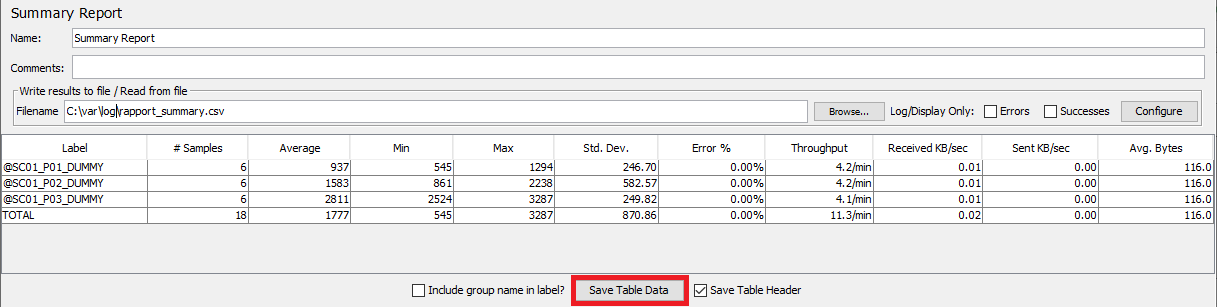 Summary Report
Name: Summary Report
Comments:
Write results to file / Read from file
Filename C:\var\log\rapport_summary.csv Browse... Log/Display Only: Errors Successes Configure
Label # Samples Average Min Max Std. Dev. Error % Throughput Received KB/sec Sent KB/sec Avg. Bytes
@SC01_P01_DUMMY 6 937 545 1294 246.70 0.00% 4.2/min 0.01 0.00 116.0
@SC01_P02_DUMMY 6 1583 861 2238 582.57 0.00% 4.2/min 0.01 0.00 116.0
@SC01_P03_DUMMY 6 2811 2524 3287 249.82 0.00% 4.1/min 0.01 0.00 116.0
TOTAL 18 1777 545 3287 870.86 0.00% 11.3/min 0.02 0.00 116.0
Include group name in label? Save Table Data Save Table Header